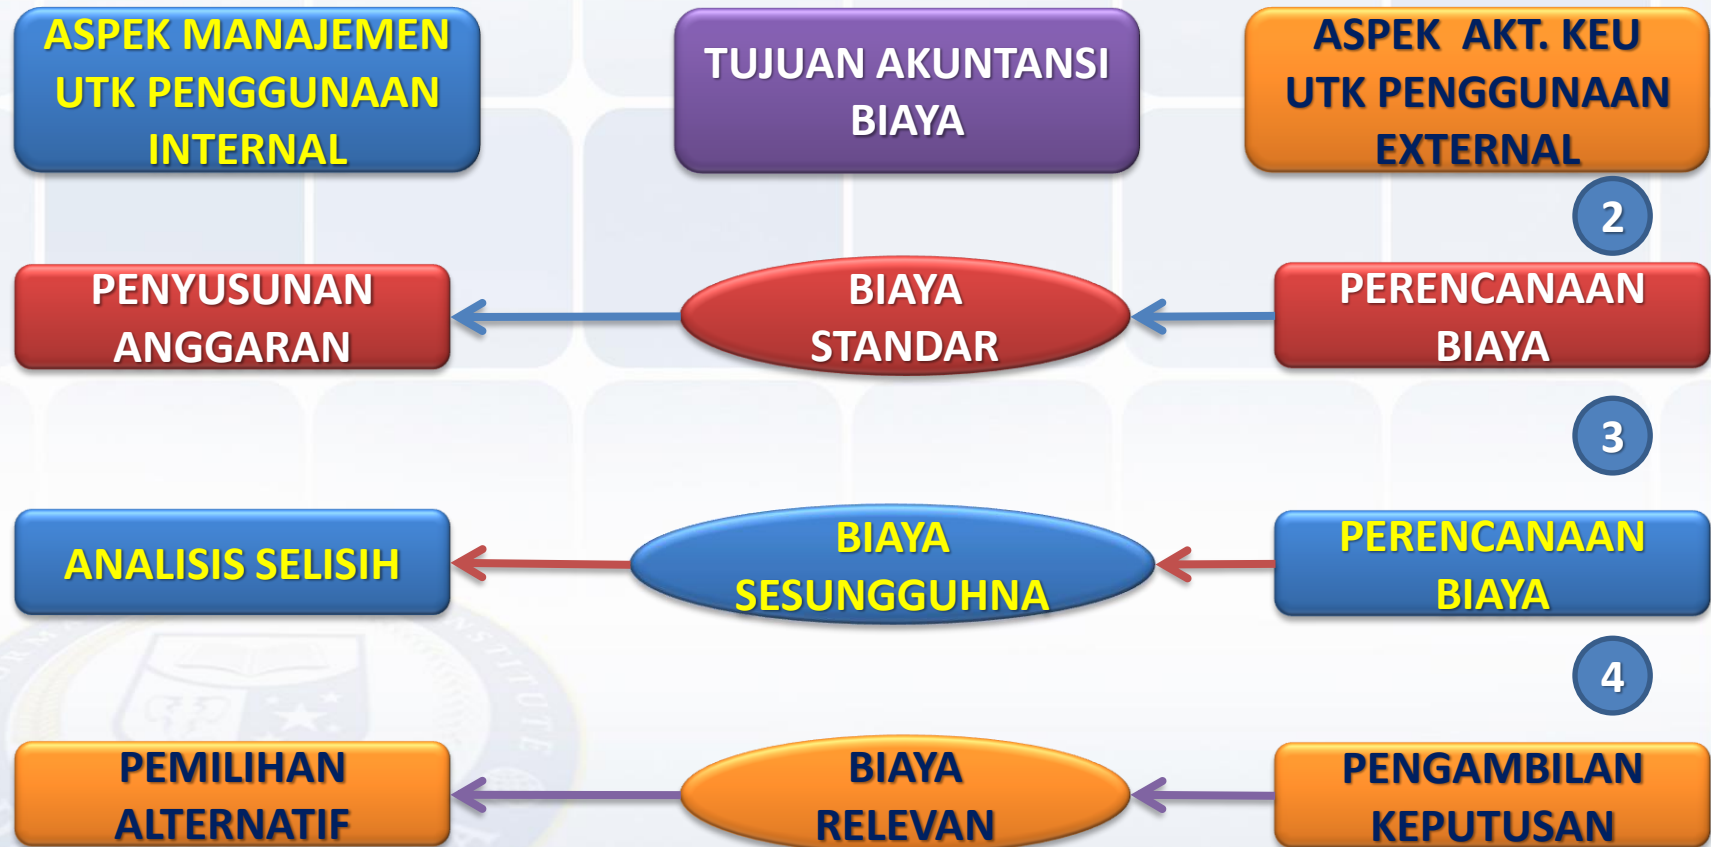 ASPEK MANAJEMEN
UTK PENGGUNAAN
INTERNAL
TUJUAN AKUNTANSI
BIAYA
ASPEK AKT. KEU
UTK PENGGUNAAN
EXTERNAL
2
PENYUSUNAN
ANGGARAN
BIAYA
STANDAR
PERENCANAAN
BIAYA
3
ANALISIS SELISIH
BIAYA
SESUNGGUHNA
PERENCANAAN
BIAYA
4
PEMILIHAN
ALTERNATIF
BIAYA
RELEVAN
PENGAMBILAN
KEPUTUSAN
INSTITUTE